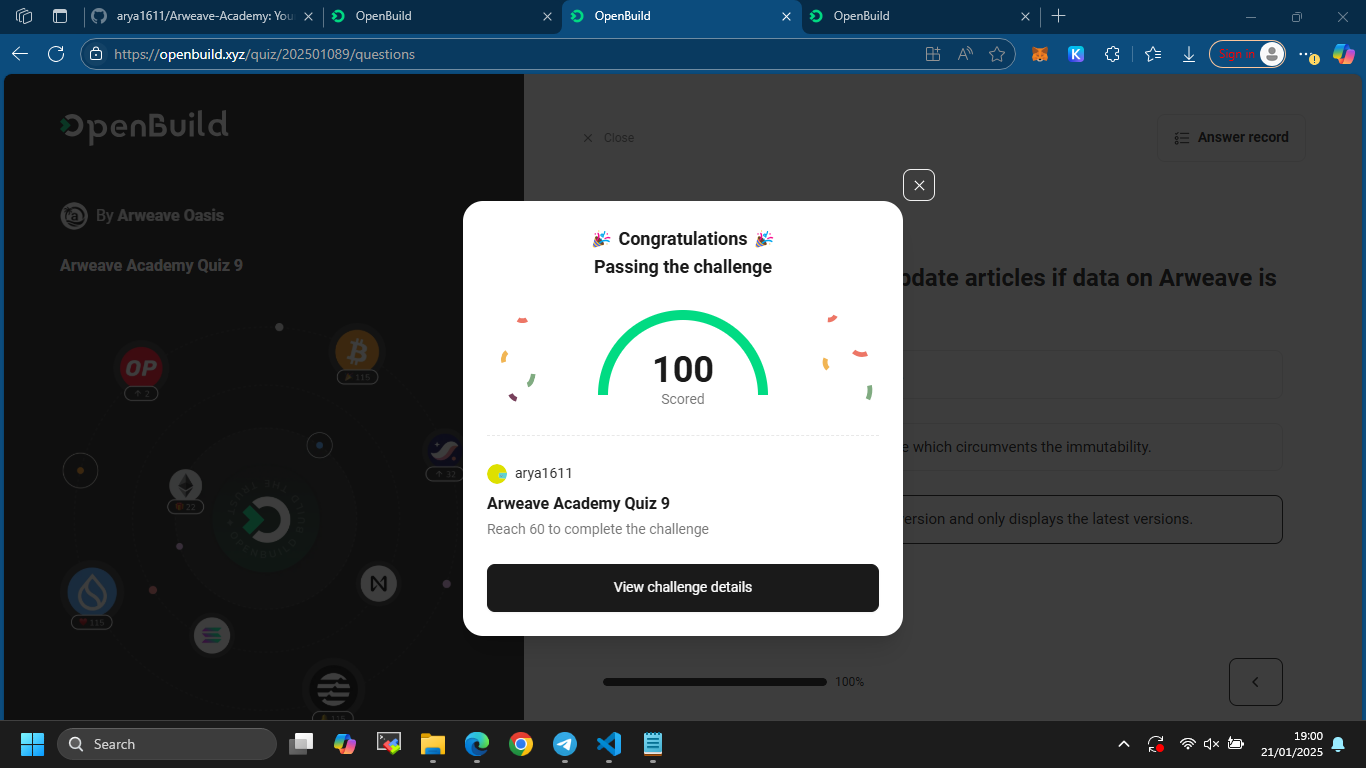 arya1611/Arweave-Academy: You
OpenBuild
OpenBuild
OpenBuild
https://openbuild.xyz/quiz/202501089/questions
Sign in
OpenBuild
Close
Answer record
By Arweave Oasis
Arweave Academy Quiz 9
Congratulations
Passing the challenge
100
Scored
pdate articles if data on Arweave is
e which circumvents the immutability.
ersion and only displays the latest versions.
arya1611
Arweave Academy Quiz 9
Reach 60 to complete the challenge
View challenge details
OP
2
115
32
22
115
116
100%
Search
19:00
21/01/2025